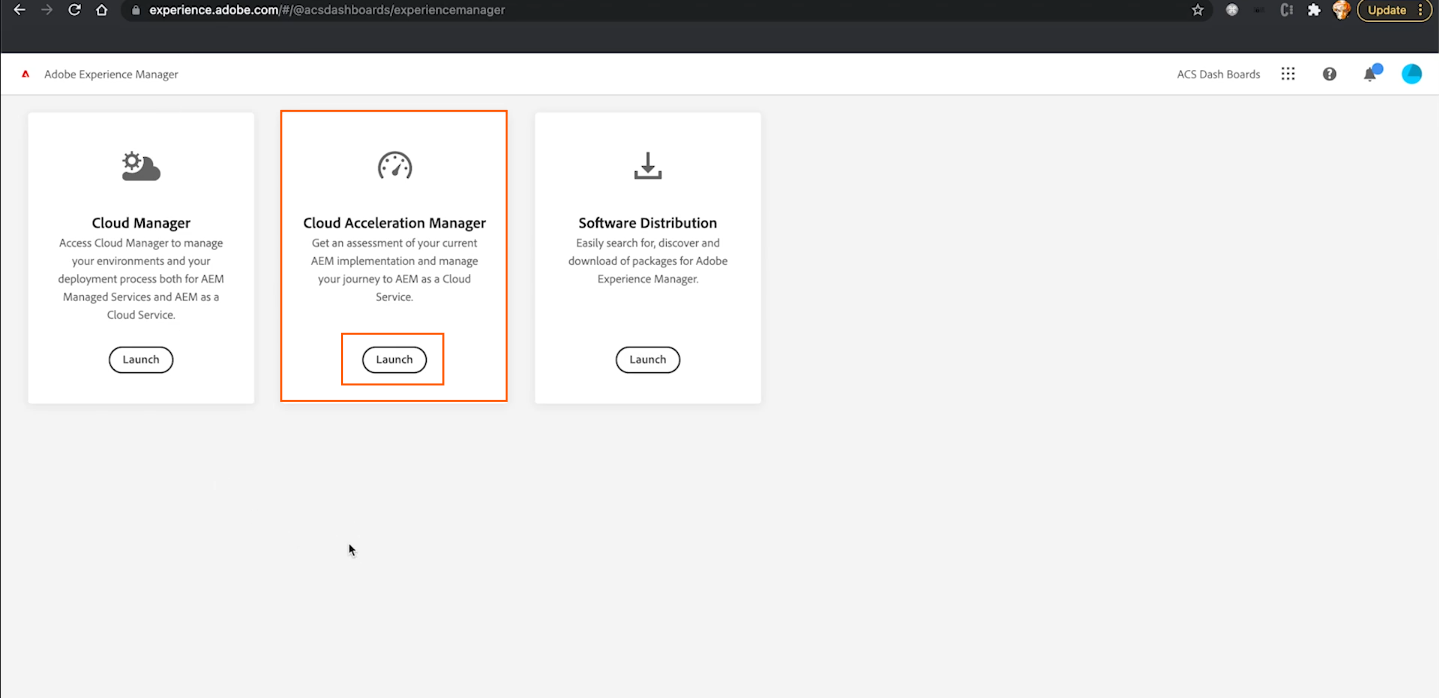 experience.adobe.com/#/@acsdashboards/experiencemanager
Update
Adobe Experience Manager
ACS Dash Boards
Cloud Manager
Access Cloud Manager to manage
your environments and your
deployment process both for AEM
Managed Services and AEM as a
Cloud Service.
Launch
Cloud Acceleration Manager
Get an assessment of your current
AEM implementation and manage
your journey to AEM as a Cloud
Service.
Launch
Software Distribution
Easily search for, discover and
download of packages for Adobe
Experience Manager.
Launch